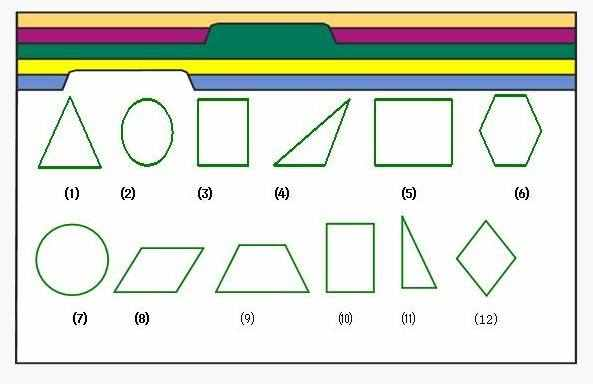 (1) (2) (3) (4) (5) (6)
(7) (8) (9) (10) (11) (12)